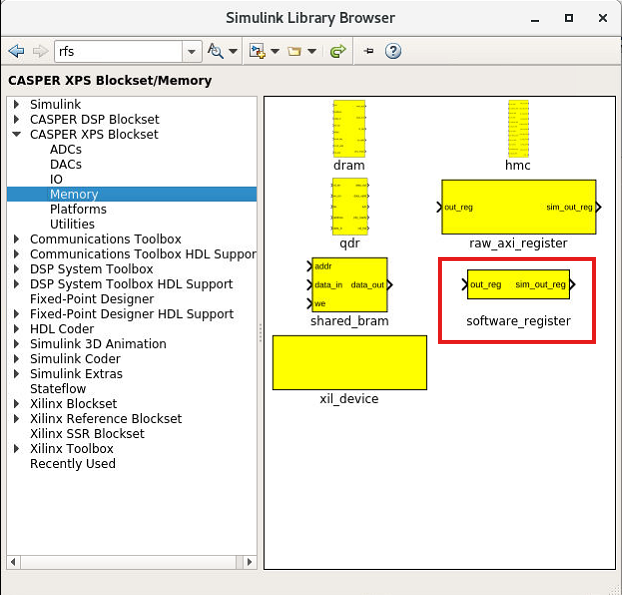 Simulink Library Browser
rfs
CASPER XPS Blockset/Memory
Simulink
CASPER DSP Blockset
CASPER XPS Blockset
ADCs
DACs
IO
Memory
Platforms
Utilities
Communications Toolbox
Communications Toolbox HDL Suppor
DSP System Toolbox
DSP System Toolbox HDL Support
Fixed-Point Designer
Fixed-Point Designer HDL Support
HDL Coder
Simulink 3D Animation
Simulink Coder
Simulink Extras
Stateflow
Xilinx Blockset
Xilinx Reference Blockset
Xilinx SSR Blockset
Xilinx Toolbox
Recently Used
dram
hmc
qdr
out_reg sim_out_reg
raw_axi_register
addr
data_in data_out
we
shared_bram
out_reg sim_out_reg
software_register
xil_device